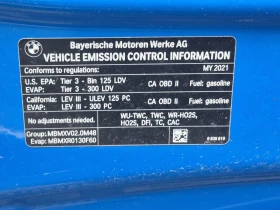 Bayerische Motoren Werke AG
VEHICLE EMISSION CONTROL INFORMATION
Conforms to regulations: MY 2021
U.S. EPA: Tier 3 - Bin 125 LDV CA OBD II Fuel: gasoline
EVAP: Tier 3 - 300 LDV
California: LEV III - ULEV 125 PC CA OBD II Fuel: gasoline
EVAP: LEV III - 300 PC
Group: MBMXV02.0M48 WU-TWC, TWC, WR-HO2S,
Evap: MBMXR0130F60 HO2S, DFI, TC, CAC